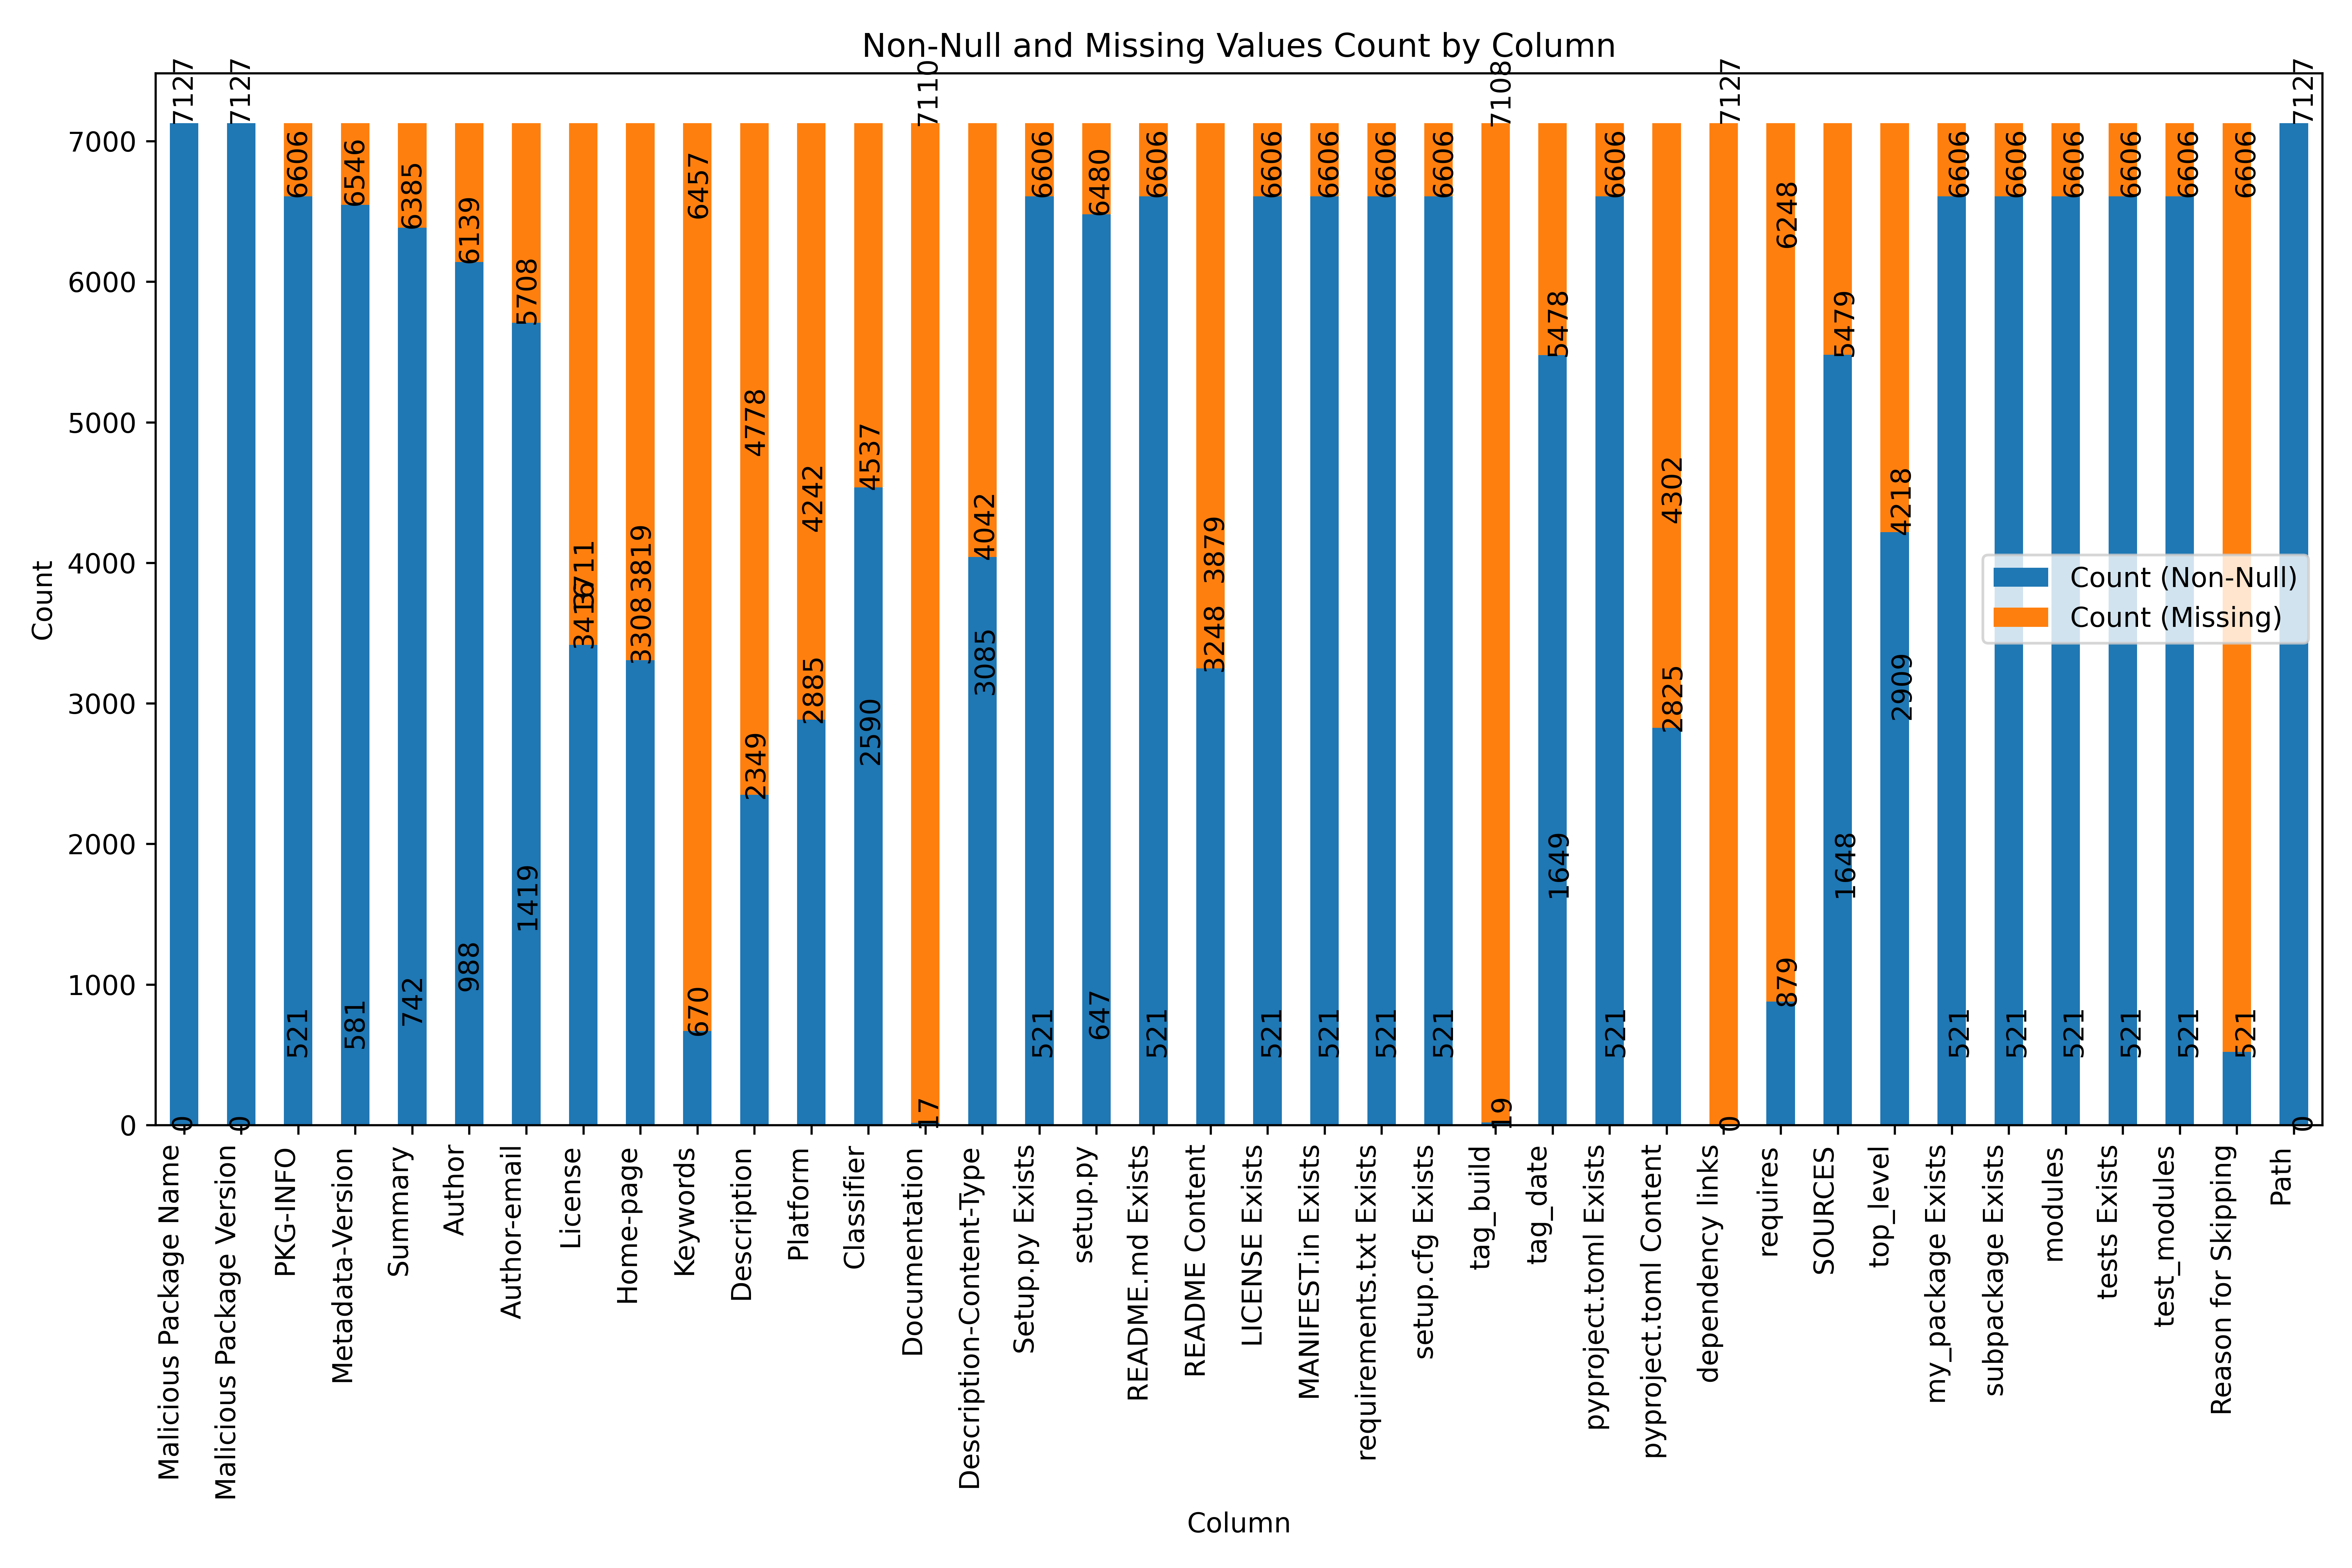 Non-Null and Missing Values Count by Column
Count
7000
6000
5000
4000
3000
2000
1000
0
7127
0
7127
0
6606
521
6546
581
6385
742
6139
988
5708
1419
3711
3416
3819
3308
6457
670
4778
2349
4242
2885
4537
2590
7110
17
4042
3085
6606
521
6480
647
6606
521
3879
3248
6606
521
6606
521
6606
521
6606
521
7108
19
5478
1649
6606
521
4302
2825
7127
0
6248
879
5479
1648
4218
2909
6606
521
6606
521
6606
521
6606
521
6606
521
6606
521
7127
0
Count (Non-Null)
Count (Missing)
Malicious Package Name
Malicious Package Version
PKG-INFO
Metadata-Version
Summary
Author
Author-email
License
Home-page
Keywords
Description
Platform
Classifier
Documentation
Description-Content-Type
Setup.py Exists
setup.py
README.md Exists
README Content
LICENSE Exists
MANIFEST.in Exists
requirements.txt Exists
setup.cfg Exists
tag_build
tag_date
pyproject.toml Exists
pyproject.toml Content
dependency links
requires
SOURCES
top_level
my_package Exists
subpackage Exists
modules
tests Exists
test_modules
Reason for Skipping
Path
Column